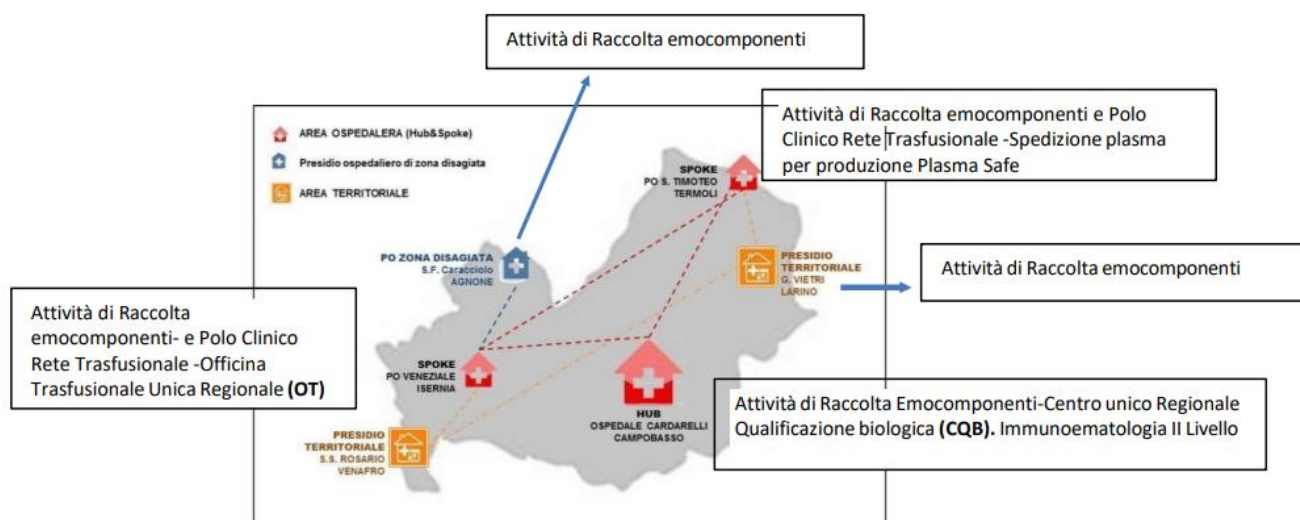 Attività di Raccolta emocomponenti
AREA OSPEDALERA (Hub&Spoke)
Presidio ospedaliero di zona disagiata
AREA TERRITORIALE
Attività di Raccolta emocomponenti e Polo
Clinico Rete Trasfusionale -Spedizione plasma
per produzione Plasma Safe
SPOKE
PO S. TIMOTEO
TERMOLI
PO ZONA DISAGIATA
S.F. Caracciolo
AGNONE
PRESIDIO
TERRITORIALE
G. VIETRI
LARINO
Attività di Raccolta emocomponenti
Attività di Raccolta
emocomponenti- e Polo Clinico
Rete Trasfusionale -Officina
Trasfusionale Unica Regionale (OT)
SPOKE
PO VENEZIALE
ISERNIA
HUB
OSPEDALE CARDARELLI
CAMPOBASSO
Attività di Raccolta Emocomponenti-Centro unico Regionale
Qualificazione biologica (CQB). Immunoematologia II Livello
PRESIDIO
TERRITORIALE
S.S. ROSARIO
VENAFRO